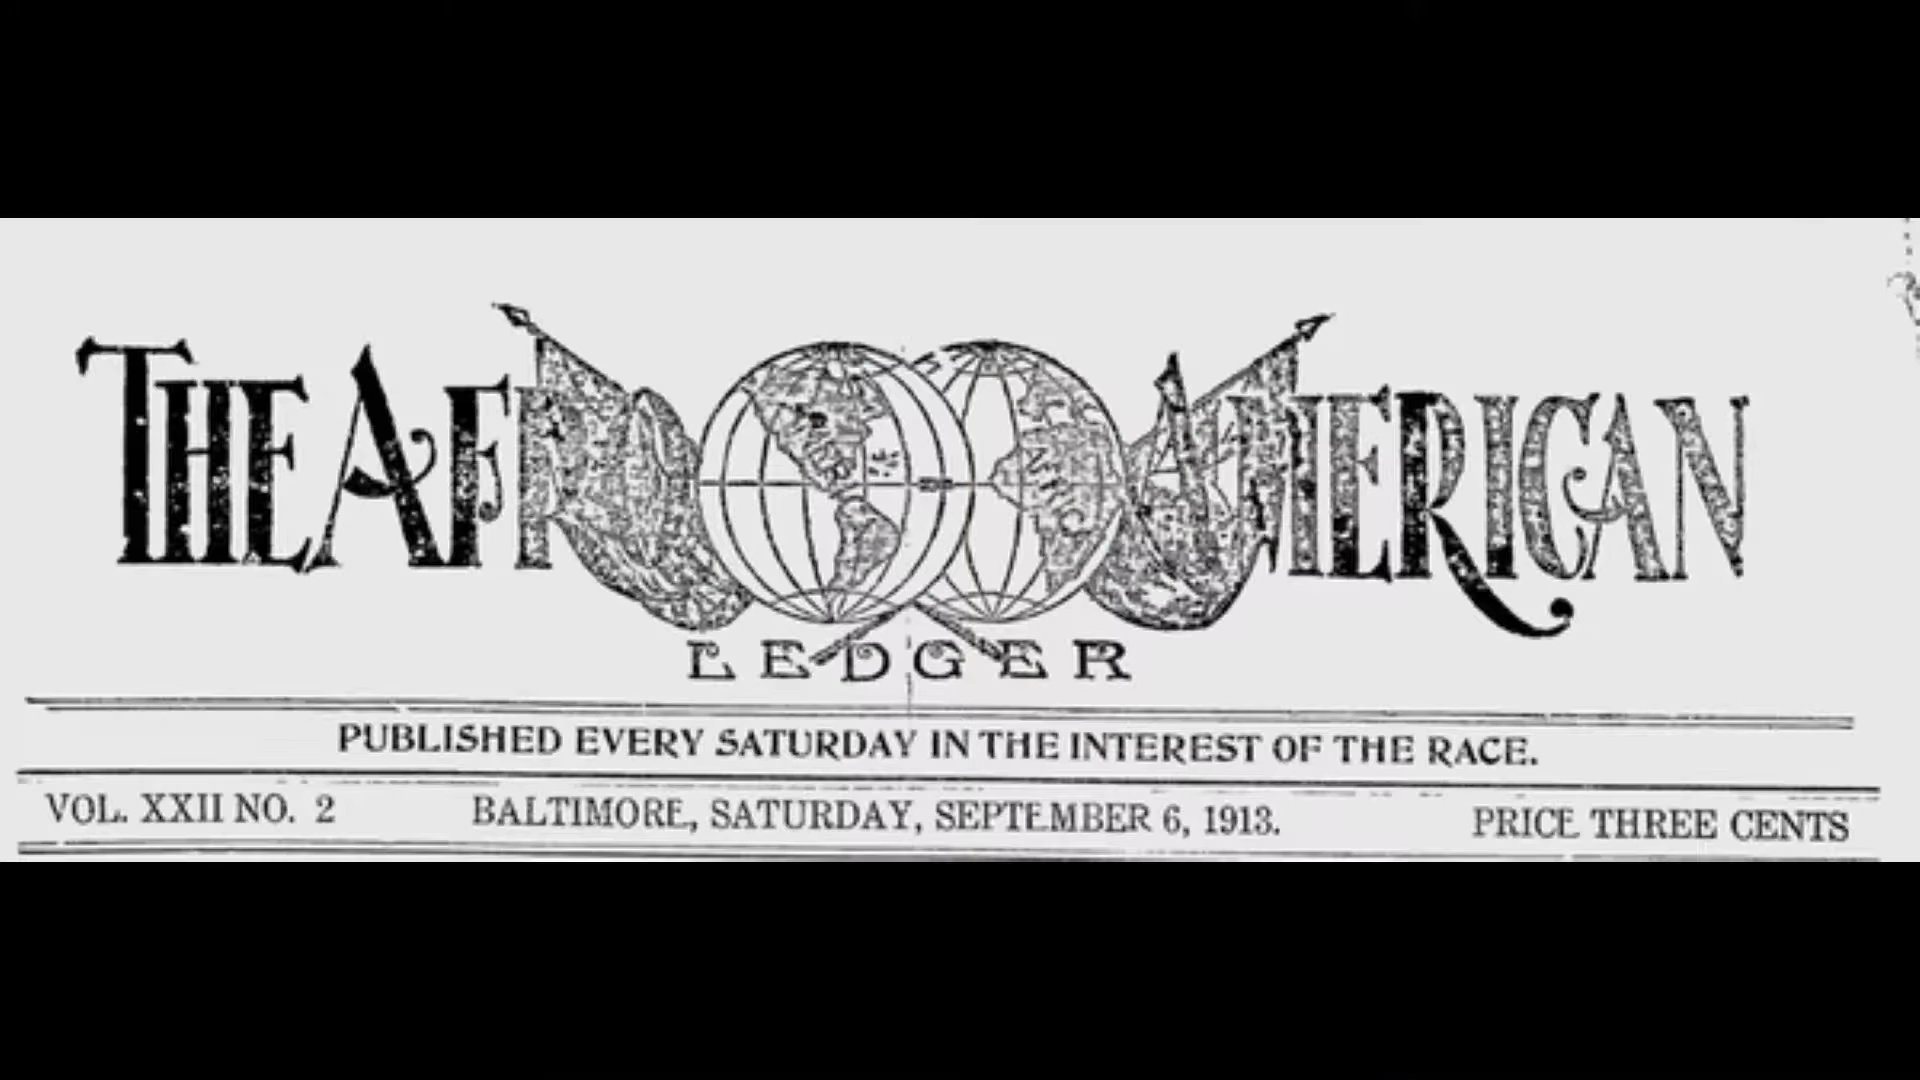 THE AFRO AMERICAN
LEDGER
PUBLISHED EVERY SATURDAY IN THE INTEREST OF THE RACE.
VOL. XXII NO. 2 BALTIMORE, SATURDAY, SEPTEMBER 6, 1913. PRICE THREE CENTS